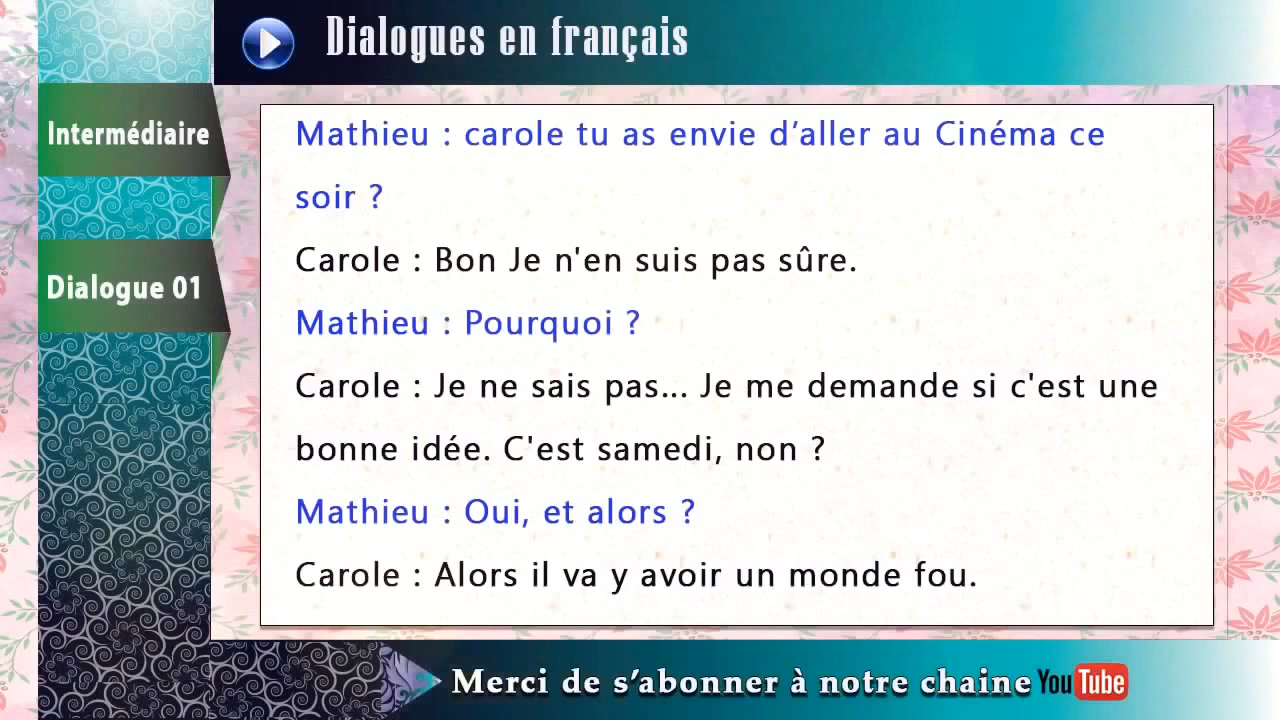 Dialogues en français
Intermédiaire
Dialogue 01
Mathieu : carole tu as envie d’aller au Cinéma ce
soir ?
Carole : Bon Je n'en suis pas sûre.
Mathieu : Pourquoi ?
Carole : Je ne sais pas... Je me demande si c'est une
bonne idée. C'est samedi, non ?
Mathieu : Oui, et alors ?
Carole : Alors il va y avoir un monde fou.
Merci de s’abonner à notre chaine YouTube